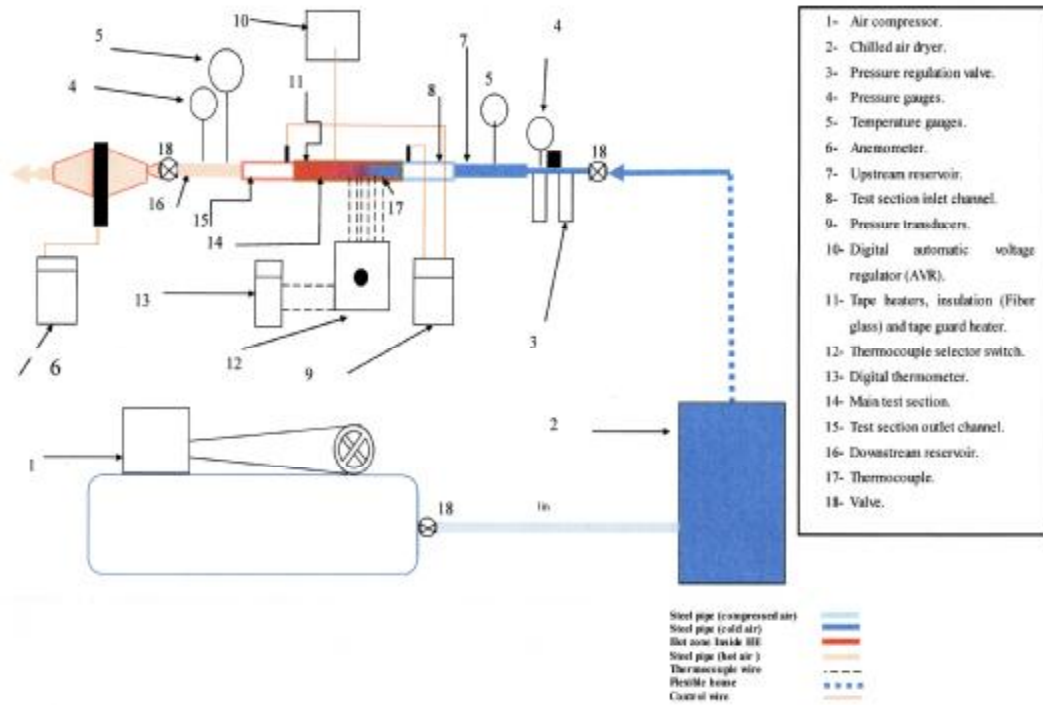 10
4
5
5
7
4
11
8
18
18
16
15
14
17
13
12
9
3
6
2
1
18
1in
1- Air compressor.
2- Chilled air dryer.
3- Pressure regulation valve.
4- Pressure gauges.
5- Temperature gauges.
6- Anemometer.
7- Upstream reservoir.
8- Test section inlet channel.
9- Pressure transducers.
10- Digital automatic voltage
regulator (AVR).
11- Tape heaters, insulation (Fiber
glass) and tape guard heater.
12- Thermocouple selector switch.
13- Digital thermometer.
14- Main test section.
15- Test section outlet channel.
16- Downstream reservoir.
17- Thermocouple.
18- Valve.
Steel pipe (compressed air)
Steel pipe (cold air)
Hot zone Inside HE
Steel pipe (hot air )
Thermocouple wire
Flexible house
Control wire